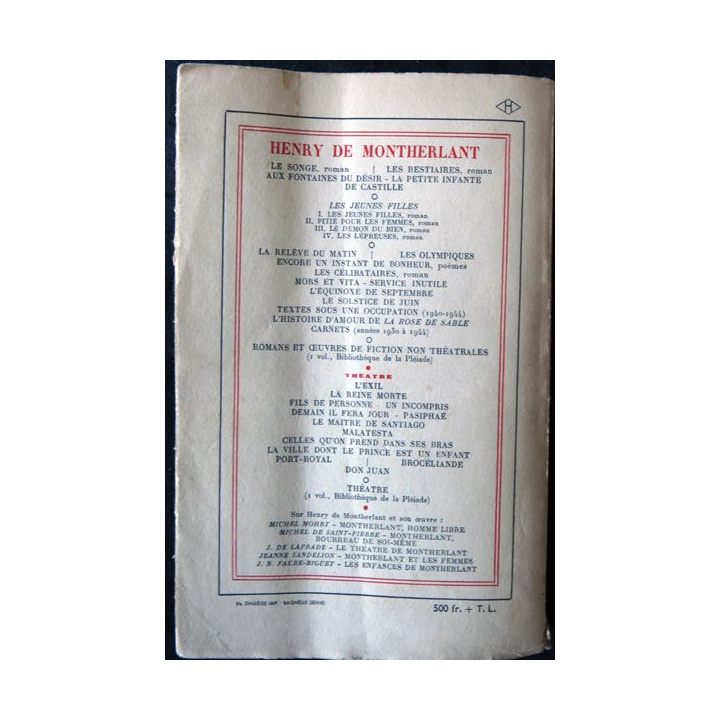 H
HENRY DE MONTHERLANT
LE SONGE, roman | LES BESTIAIRES, roman
AUX FONTAINES DU DÉSIR - LA PETITE INFANTE
DE CASTILLE
LES JEUNES FILLES
I. LES JEUNES FILLES, roman
II. PITIÉ POUR LES FEMMES, roman
III. LE DÉMON DU BIEN, roman
IV. LES LÉPREUSES, roman
LA RELÈVE DU MATIN | LES OLYMPIQUES
ENCORE UN INSTANT DE BONHEUR, poèmes
LES CÉLIBATAIRES, roman
MORS ET VITA - SERVICE INUTILE
L'ÉQUINOXE DE SEPTEMBRE
LE SOLSTICE DE JUIN
TEXTES SOUS UNE OCCUPATION (1940-1944)
L'HISTOIRE D'AMOUR DE LA ROSE DE SABLE
CARNETS (années 1930 à 1944)
ROMANS ET ŒUVRES DE FICTION NON THÉATRALES
(1 vol., Bibliothèque de la Pléiade)
THÉATRE
L'EXIL
LA REINE MORTE
FILS DE PERSONNE - UN INCOMPRIS
DEMAIN IL FERA JOUR - PASIPHAÉ
LE MAITRE DE SANTIAGO
MALATESTA
CELLES QU'ON PREND DANS SES BRAS
LA VILLE DONT LE PRINCE EST UN ENFANT
PORT-ROYAL | BROCÉLIANDE
DON JUAN
THÉATRE
(1 vol., Bibliothèque de la Pléiade)
Sur Henry de Montherlant et son œuvre :
MICHEL MOHRT - MONTHERLANT, HOMME LIBRE
MICHEL DE SAINT-PIERRE - MONTHERLANT,
BOURREAU DE SOI-MÊME
J. DE LAPRADE - LE THÉATRE DE MONTHERLANT
JEANNE SANDELION - MONTHERLANT ET LES FEMMES
J. N. FAURE-BIGUET - LES ENFANCES DE MONTHERLANT
BAGNEUX (SEINE)
500 fr. + T. L.